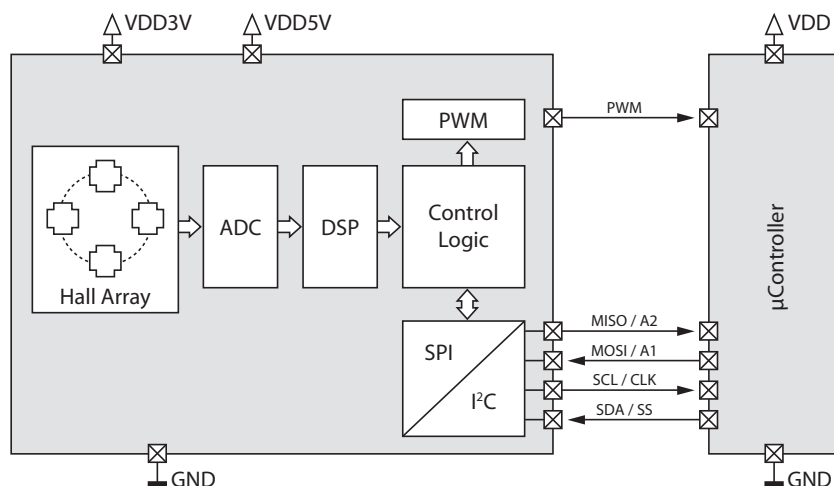 VDD3V
VDD5V
VDD
PWM
PWM
Hall Array
ADC
DSP
Control
Logic
µController
SPI
I²C
MISO / A2
MOSI / A1
SCL / CLK
SDA / SS
GND
GND